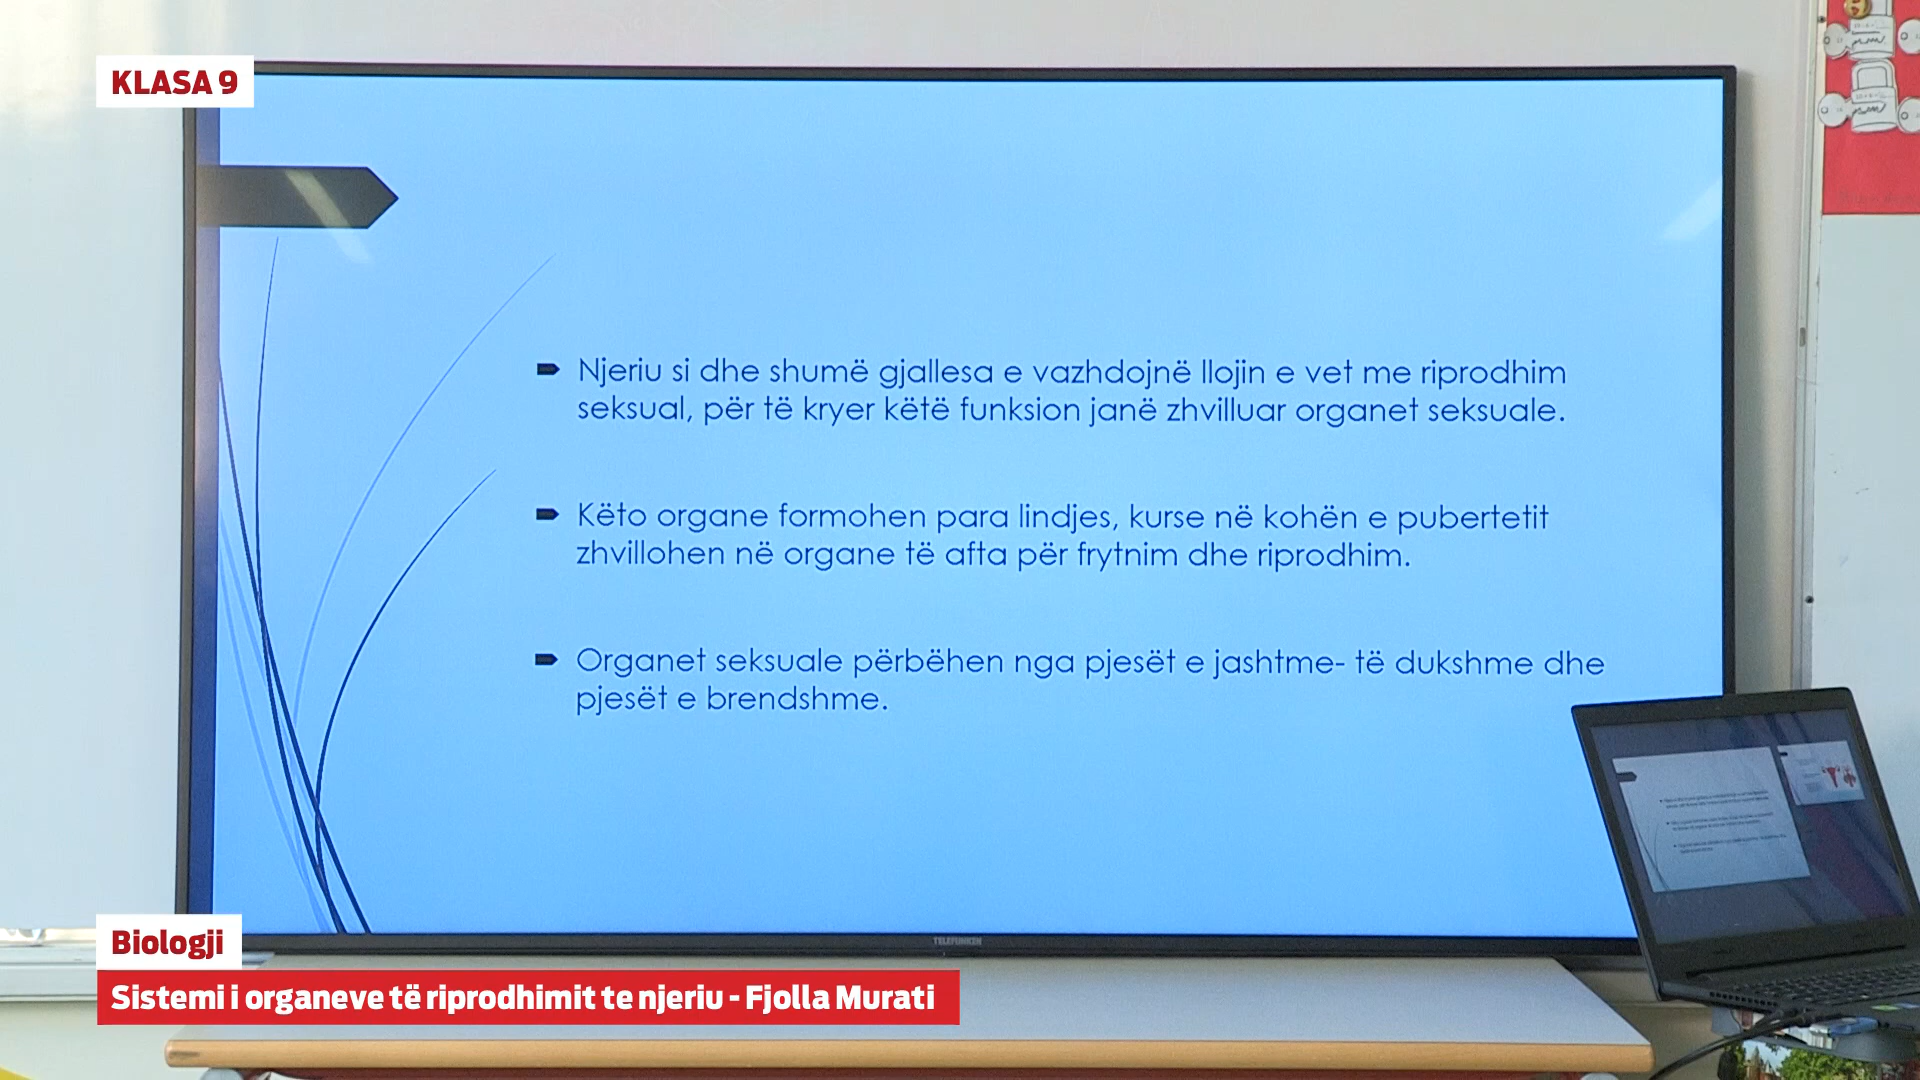 KLASA 9
Njeriu si dhe shumë gjallesa e vazhdojnë llojin e vet me riprodhim
seksual, për të kryer këtë funksion janë zhvilluar organet seksuale.
Këto organe formohen para lindjes, kurse në kohën e pubertetit
zhvillohen në organe të afta për frytnim dhe riprodhim.
Organet seksuale përbëhen nga pjesët e jashtme- të dukshme dhe
pjesët e brendshme.
TELEFUNKEN
Biologji
Sistemi i organeve të riprodhimit te njeriu - Fjolla Murati